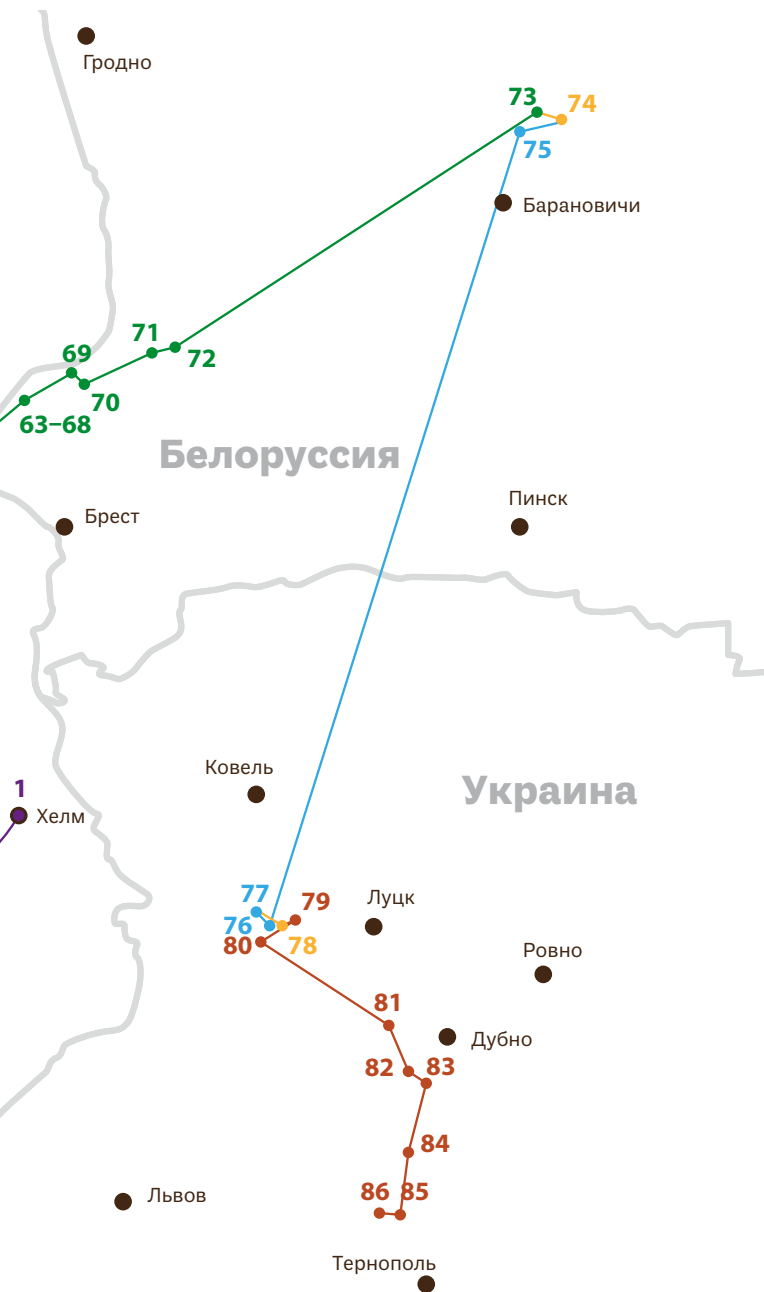 Гродно
73
74
75
Барановичи
71
69
72
70
63–68
Белоруссия
Пинск
Брест
Ковель
Украина
1
Хелм
77
79
Луцк
76
80
78
Ровно
81
Дубно
82
83
84
86
85
Львов
Тернополь